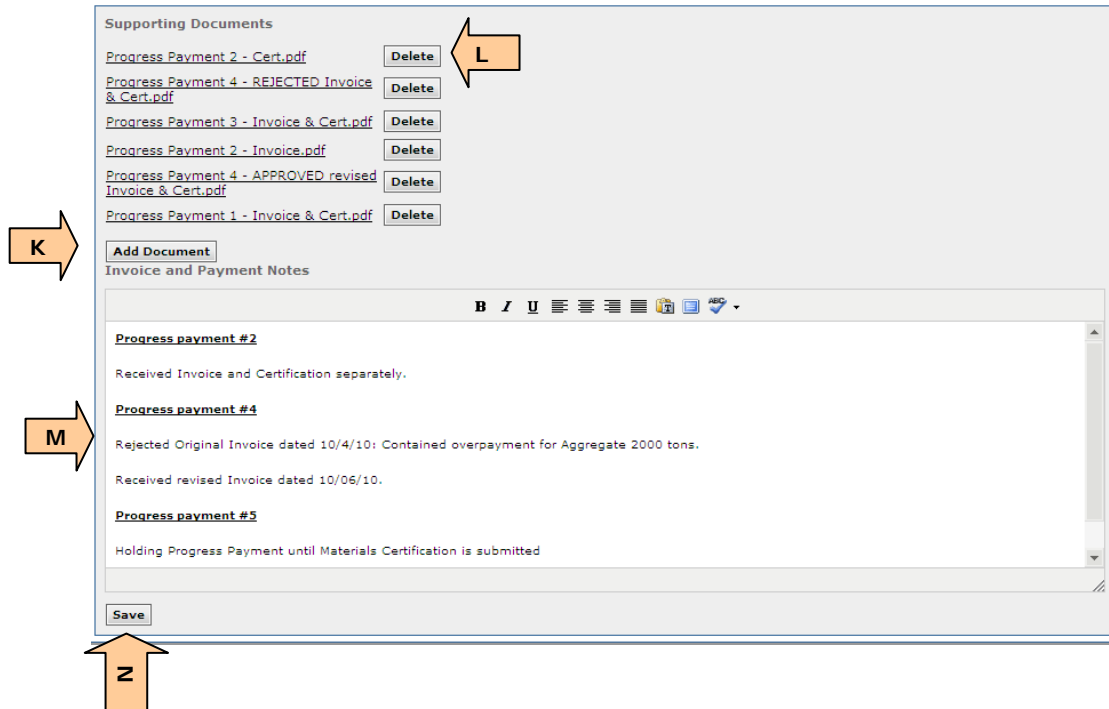 Supporting Documents
Progress Payment 2 - Cert.pdf Delete L
Progress Payment 4 - REJECTED Invoice
& Cert.pdf Delete
Progress Payment 3 - Invoice & Cert.pdf Delete
Progress Payment 2 - Invoice.pdf Delete
Progress Payment 4 - APPROVED revised
Invoice & Cert.pdf Delete
Progress Payment 1 - Invoice & Cert.pdf Delete
K
Add Document
Invoice and Payment Notes
B I U T ABC
Progress payment #2
Received Invoice and Certification separately.
Progress payment #4
M
Rejected Original Invoice dated 10/4/10: Contained overpayment for Aggregate 2000 tons.
Received revised Invoice dated 10/06/10.
Progress payment #5
Holding Progress Payment until Materials Certification is submitted
Save
N